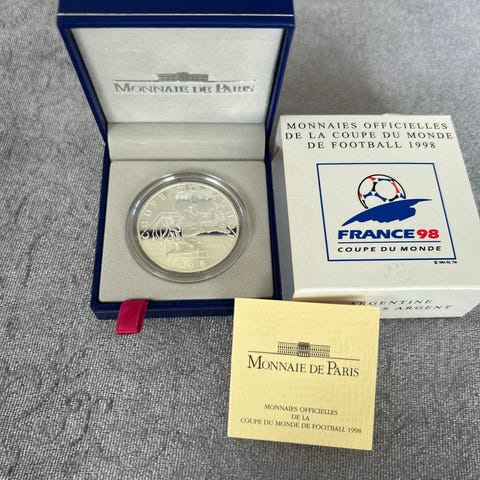 MONNAIE DE PARIS
MONNAIES OFFICIELLES
DE LA COUPE DU MONDE
DE FOOTBALL 1998
FRANCE 98
COUPE DU MONDE
ARGENTINE
ARGENT
MONNAIE DE PARIS
MONNAIES OFFICIELLES
DE LA
COUPE DU MONDE DE FOOTBALL 1998